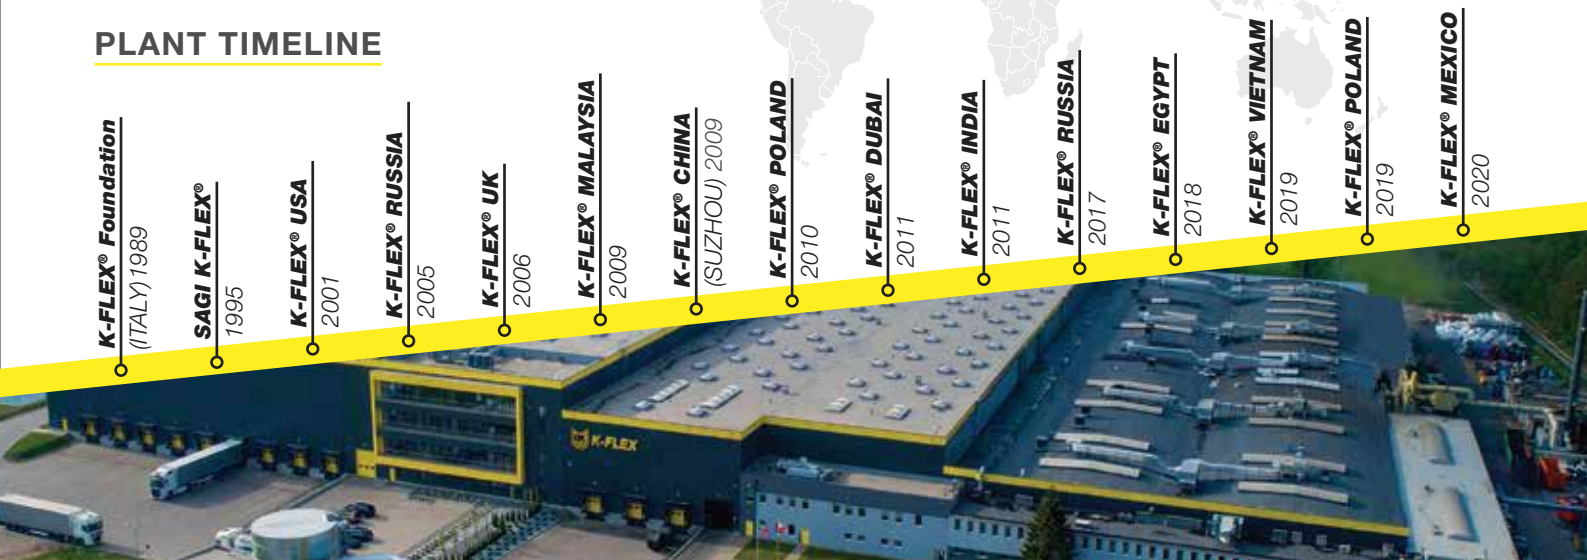 PLANT TIMELINE
K-FLEX® Foundation
(ITALY) 1989
SAGI K-FLEX®
1995
K-FLEX® USA
2001
K-FLEX® RUSSIA
2005
K-FLEX® UK
2006
K-FLEX® MALAYSIA
2009
K-FLEX® CHINA
(SUZHOU) 2009
K-FLEX® POLAND
2010
K-FLEX® DUBAI
2011
K-FLEX® INDIA
2011
K-FLEX® RUSSIA
2017
K-FLEX® EGYPT
2018
K-FLEX® VIETNAM
2019
K-FLEX® POLAND
2019
K-FLEX® MEXICO
2020
K-FLEX